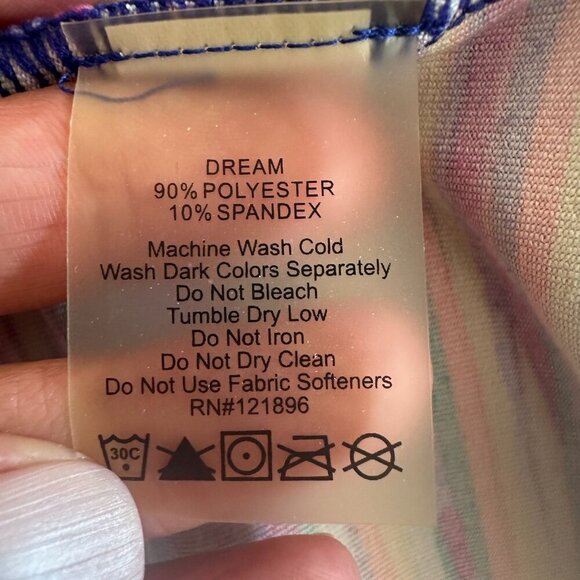 DREAM
90% POLYESTER
10% SPANDEX
Machine Wash Cold
Wash Dark Colors Separately
Do Not Bleach
Tumble Dry Low
Do Not Iron
Do Not Dry Clean
Do Not Use Fabric Softeners
RN#121896
30C